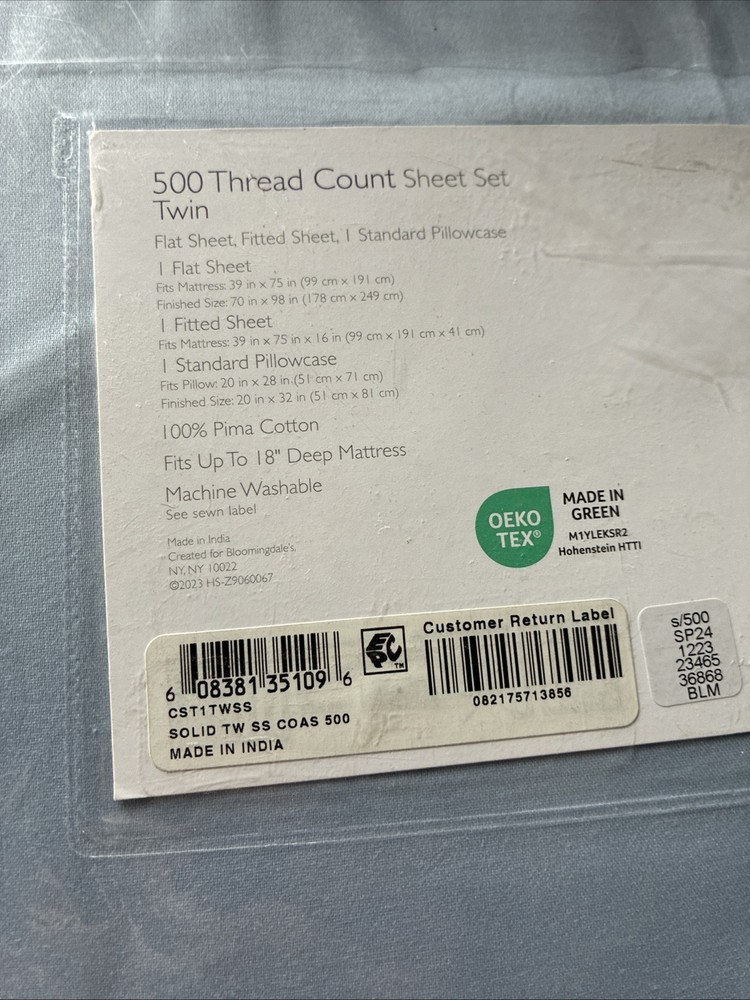 500 Thread Count Sheet Set
Twin
Flat Sheet, Fitted Sheet, 1 Standard Pillowcase
1 Flat Sheet
Fits Mattress: 39 in x 75 in (99 cm x 191 cm)
Finished Size: 70 in x 98 in (178 cm x 249 cm)
1 Fitted Sheet
Fits Mattress: 39 in x 75 in x 16 in (99 cm x 191 cm x 41 cm)
1 Standard Pillowcase
Fits Pillow: 20 in x 28 in (51 cm x 71 cm)
Finished Size: 20 in x 32 in (51 cm x 81 cm)
100% Pima Cotton
Fits Up To 18" Deep Mattress
Machine Washable
See sewn label
Made in India
Created for Bloomingdale's,
NY, NY 10022
©2023 HS-Z9060067
OEKO
TEX®
MADE IN
GREEN
M1YLEKSR2
Hohenstein HTTI
6 08381 35109 6
CST1TWSS
SOLID TW SS COAS 500
MADE IN INDIA
EPC TM
Customer Return Label
082175713856
s/500
SP24
1223
23465
36868
BLM